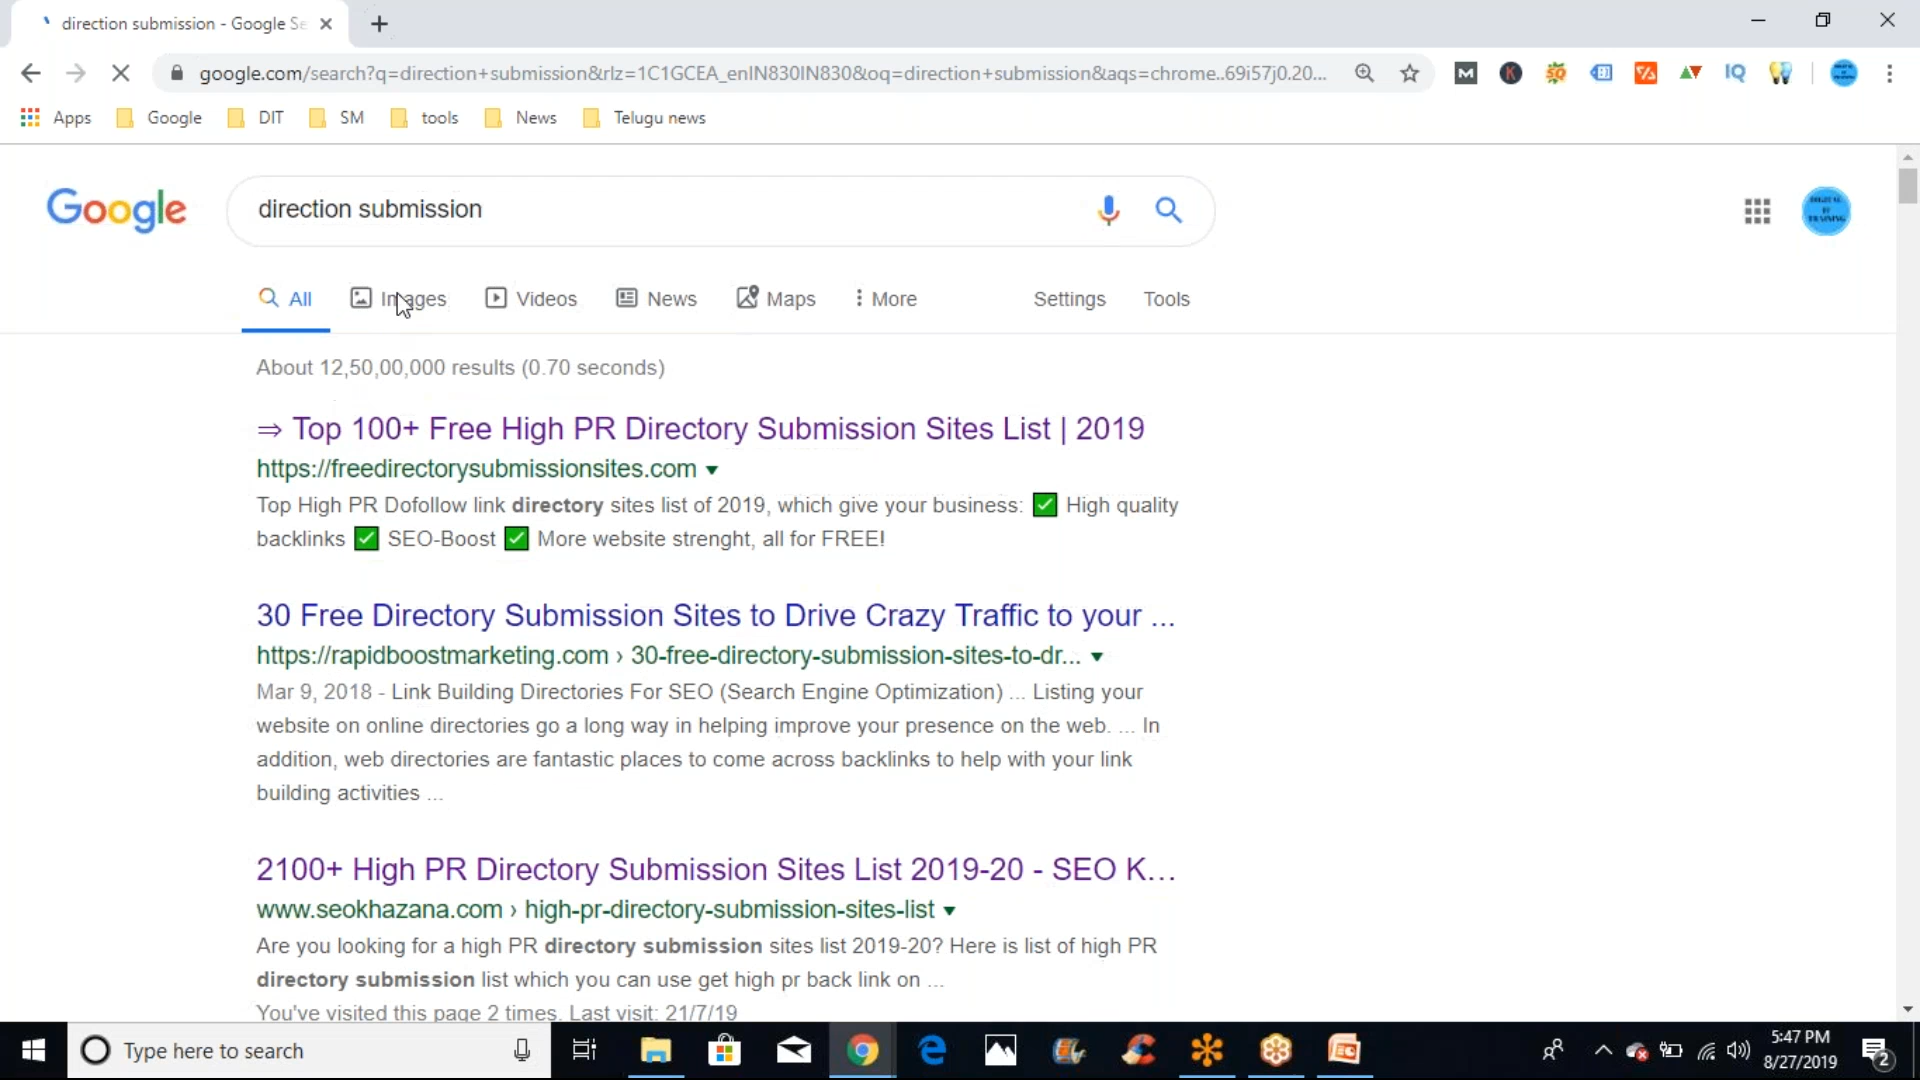 direction submission - Google Se
google.com/search?q=direction+submission&rlz=1C1GCEA_enIN830IN830&oq=direction+submission&aqs=chrome..69i57j0.20...
Apps Google DIT SM tools News Telugu news
Google direction submission
All Images Videos News Maps More Settings Tools
About 12,50,00,000 results (0.70 seconds)
⇒ Top 100+ Free High PR Directory Submission Sites List | 2019
https://freedirectorysubmissionsites.com
Top High PR Dofollow link directory sites list of 2019, which give your business: ✅ High quality
backlinks ✅ SEO-Boost ✅ More website strenght, all for FREE!
30 Free Directory Submission Sites to Drive Crazy Traffic to your ...
https://rapidboostmarketing.com › 30-free-directory-submission-sites-to-dr...
Mar 9, 2018 - Link Building Directories For SEO (Search Engine Optimization) ... Listing your
website on online directories go a long way in helping improve your presence on the web. ... In
addition, web directories are fantastic places to come across backlinks to help with your link
building activities ...
2100+ High PR Directory Submission Sites List 2019-20 - SEO K...
www.seokhazana.com › high-pr-directory-submission-sites-list
Are you looking for a high PR directory submission sites list 2019-20? Here is list of high PR
directory submission list which you can use get high pr back link on ...
You've visited this page 2 times. Last visit: 21/7/19
Type here to search
5:47 PM
8/27/2019
2